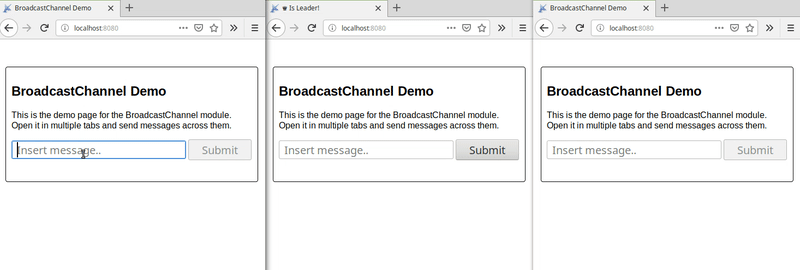 BroadcastChannel Demo
localhost:8080
BroadcastChannel Demo
This is the demo page for the BroadcastChannel module.
Open it in multiple tabs and send messages across them.
Insert message..
Submit
♛ Is Leader!
localhost:8080
BroadcastChannel Demo
This is the demo page for the BroadcastChannel module.
Open it in multiple tabs and send messages across them.
Insert message..
Submit
BroadcastChannel Demo
localhost:8080
BroadcastChannel Demo
This is the demo page for the BroadcastChannel module.
Open it in multiple tabs and send messages across them.
Insert message..
Submit